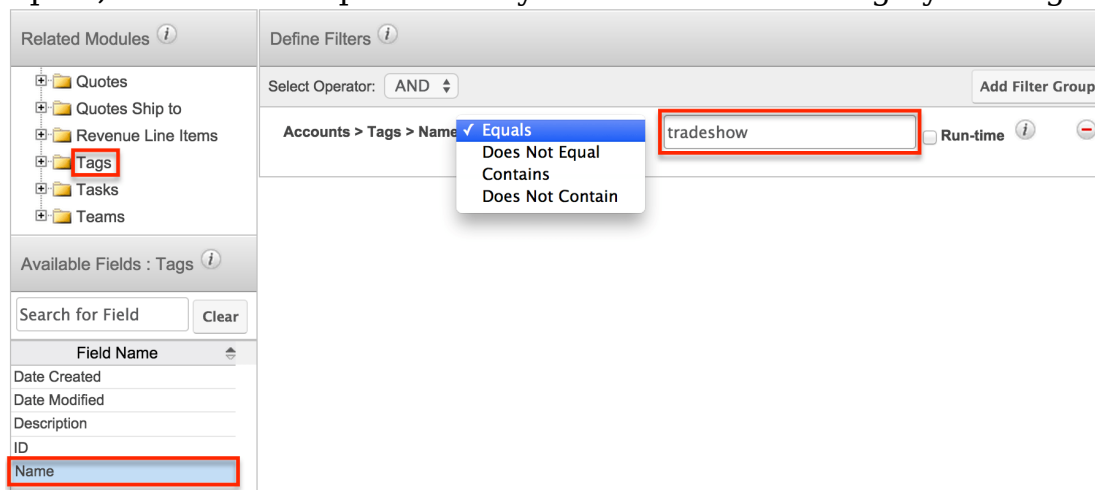 Related Modules i
Define Filters i
Quotes
Quotes Ship to
Revenue Line Items
Tags
Tasks
Teams
Select Operator: AND
Add Filter Group
Accounts > Tags > Name
✓ Equals
Does Not Equal
Contains
Does Not Contain
tradeshow
Run-time i
Available Fields : Tags i
Search for Field
Clear
Field Name
Date Created
Date Modified
Description
ID
Name